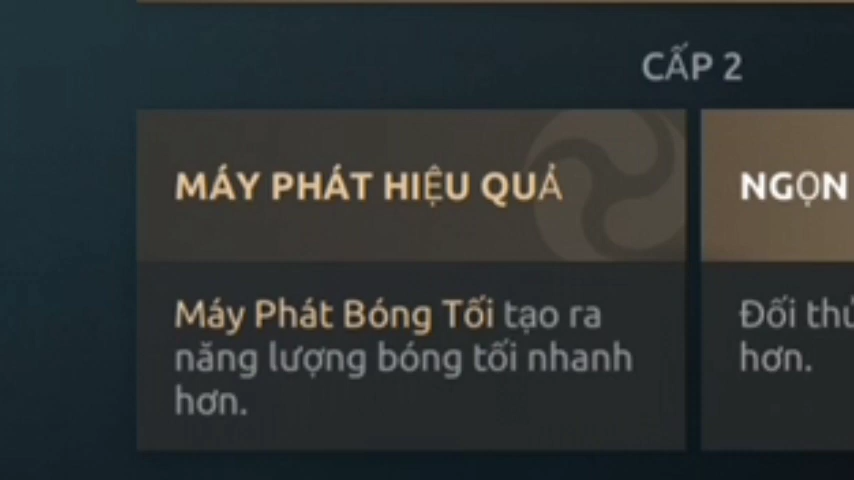 CẤP 2
MÁY PHÁT HIỆU QUẢ
NGỌN
Máy Phát Bóng Tối tạo ra
năng lượng bóng tối nhanh
hơn.
Đối thủ
hơn.